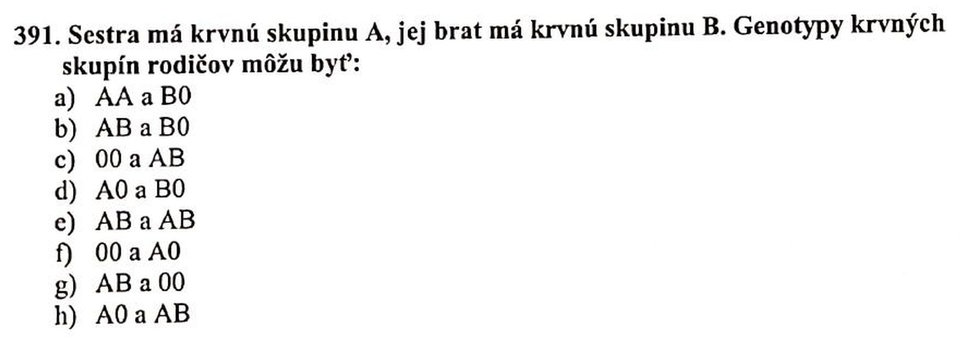 391. Sestra má krvnú skupinu A, jej brat má krvnú skupinu B. Genotypy krvných
skupín rodičov môžu byť:
a) AA a B0
b) AB a B0
c) 00 a AB
d) A0 a B0
e) AB a AB
f) 00 a A0
g) AB a 00
h) A0 a AB